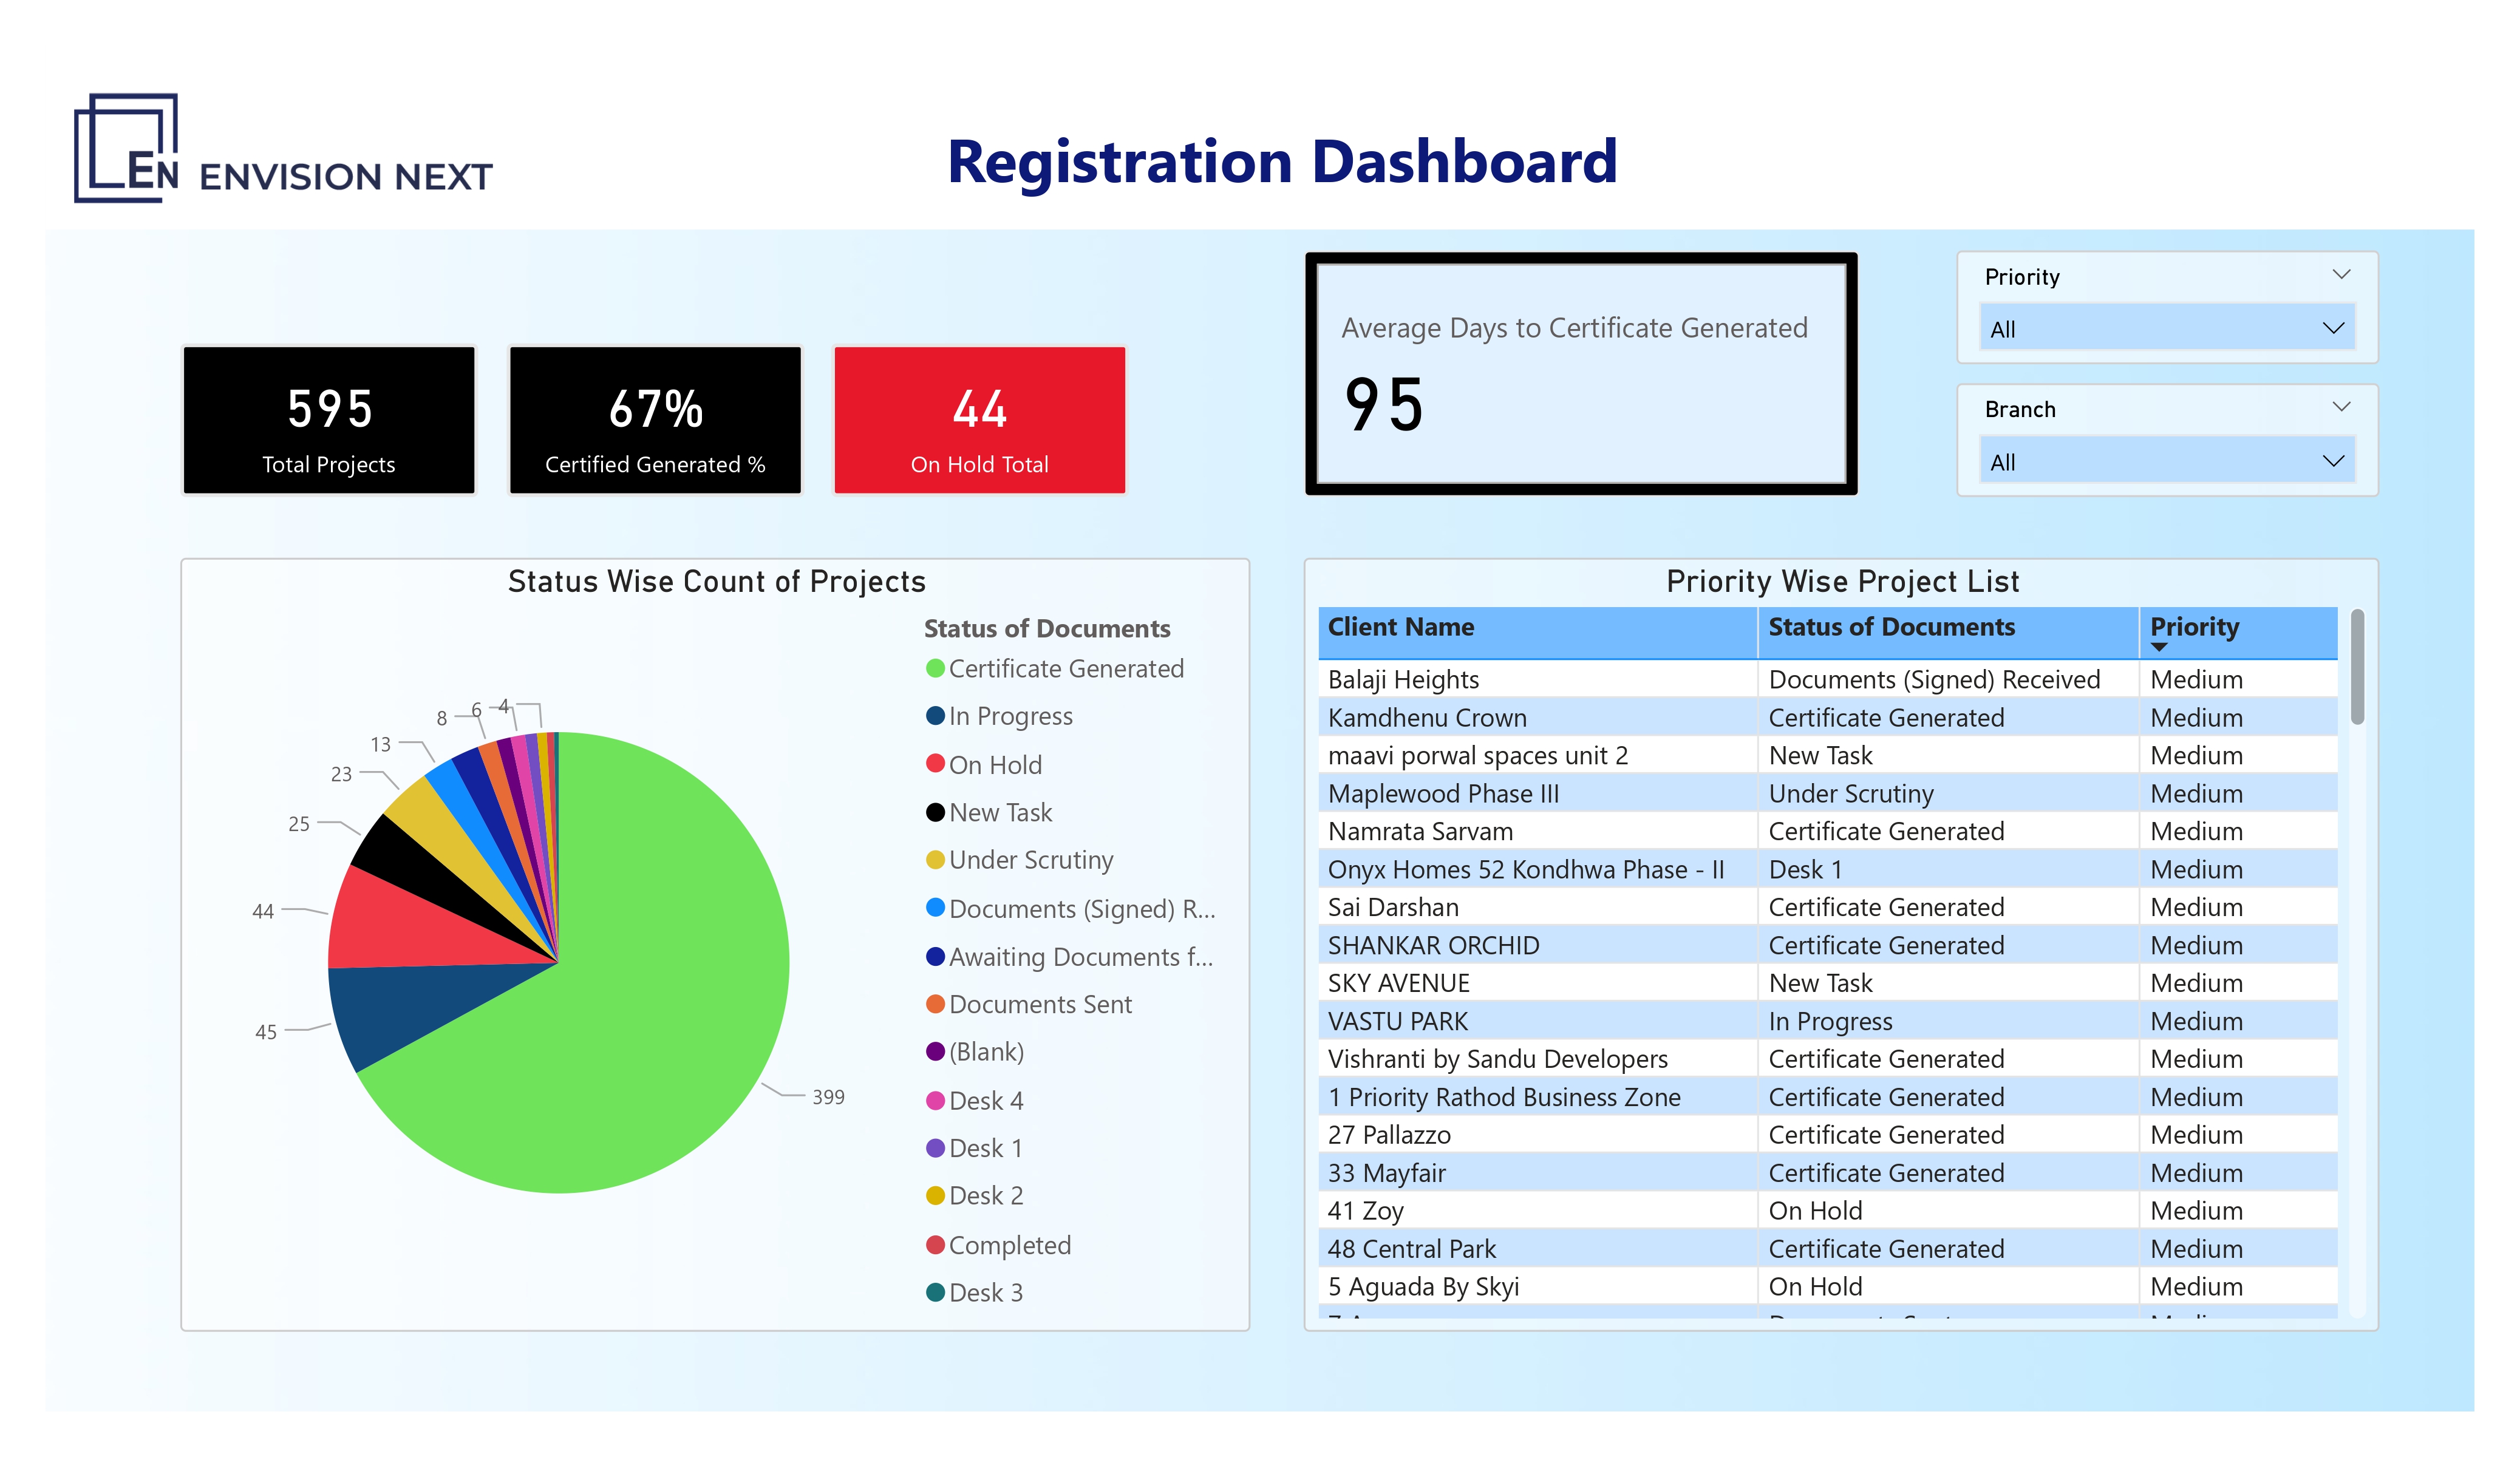 EN ENVISION NEXT
Registration Dashboard
595
Total Projects
67%
Certified Generated %
44
On Hold Total
Average Days to Certificate Generated
95
Priority
All
Branch
All
Status Wise Count of Projects
Status of Documents
Certificate Generated
In Progress
On Hold
New Task
Under Scrutiny
Documents (Signed) R...
Awaiting Documents f...
Documents Sent
(Blank)
Desk 4
Desk 1
Desk 2
Completed
Desk 3
4
6
8
13
23
25
44
45
399
Priority Wise Project List
Client Name Status of Documents Priority
Balaji Heights Documents (Signed) Received Medium
Kamdhenu Crown Certificate Generated Medium
maavi porwal spaces unit 2 New Task Medium
Maplewood Phase III Under Scrutiny Medium
Namrata Sarvam Certificate Generated Medium
Onyx Homes 52 Kondhwa Phase - II Desk 1 Medium
Sai Darshan Certificate Generated Medium
SHANKAR ORCHID Certificate Generated Medium
SKY AVENUE New Task Medium
VASTU PARK In Progress Medium
Vishranti by Sandu Developers Certificate Generated Medium
1 Priority Rathod Business Zone Certificate Generated Medium
27 Pallazzo Certificate Generated Medium
33 Mayfair Certificate Generated Medium
41 Zoy On Hold Medium
48 Central Park Certificate Generated Medium
5 Aguada By Skyi On Hold Medium